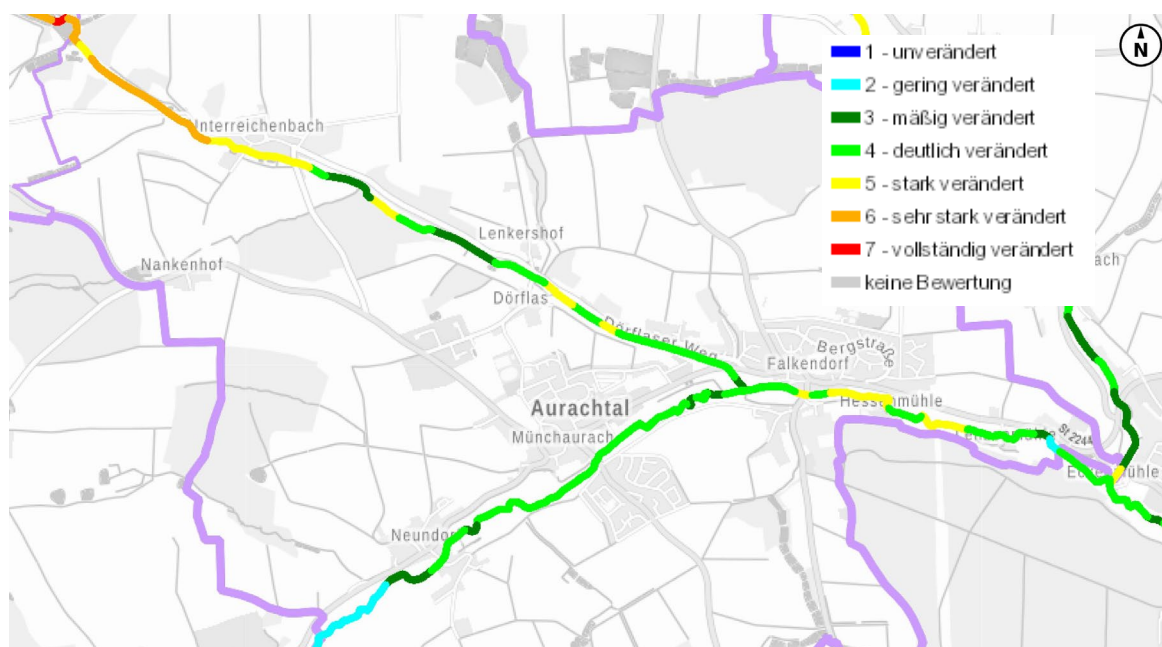 N
1 - unverändert
2 - gering verändert
3 - mäßig verändert
4 - deutlich verändert
5 - stark verändert
6 - sehr stark verändert
7 - vollständig verändert
keine Bewertung
Unterreichenbach
Lenkershof
Nankenhof
Dörflas
Dörflaser Weg
Bergstraße
Falkendorf
Hessenmühle
Aurachtal
Münchaurach
St 2244
Neundorf